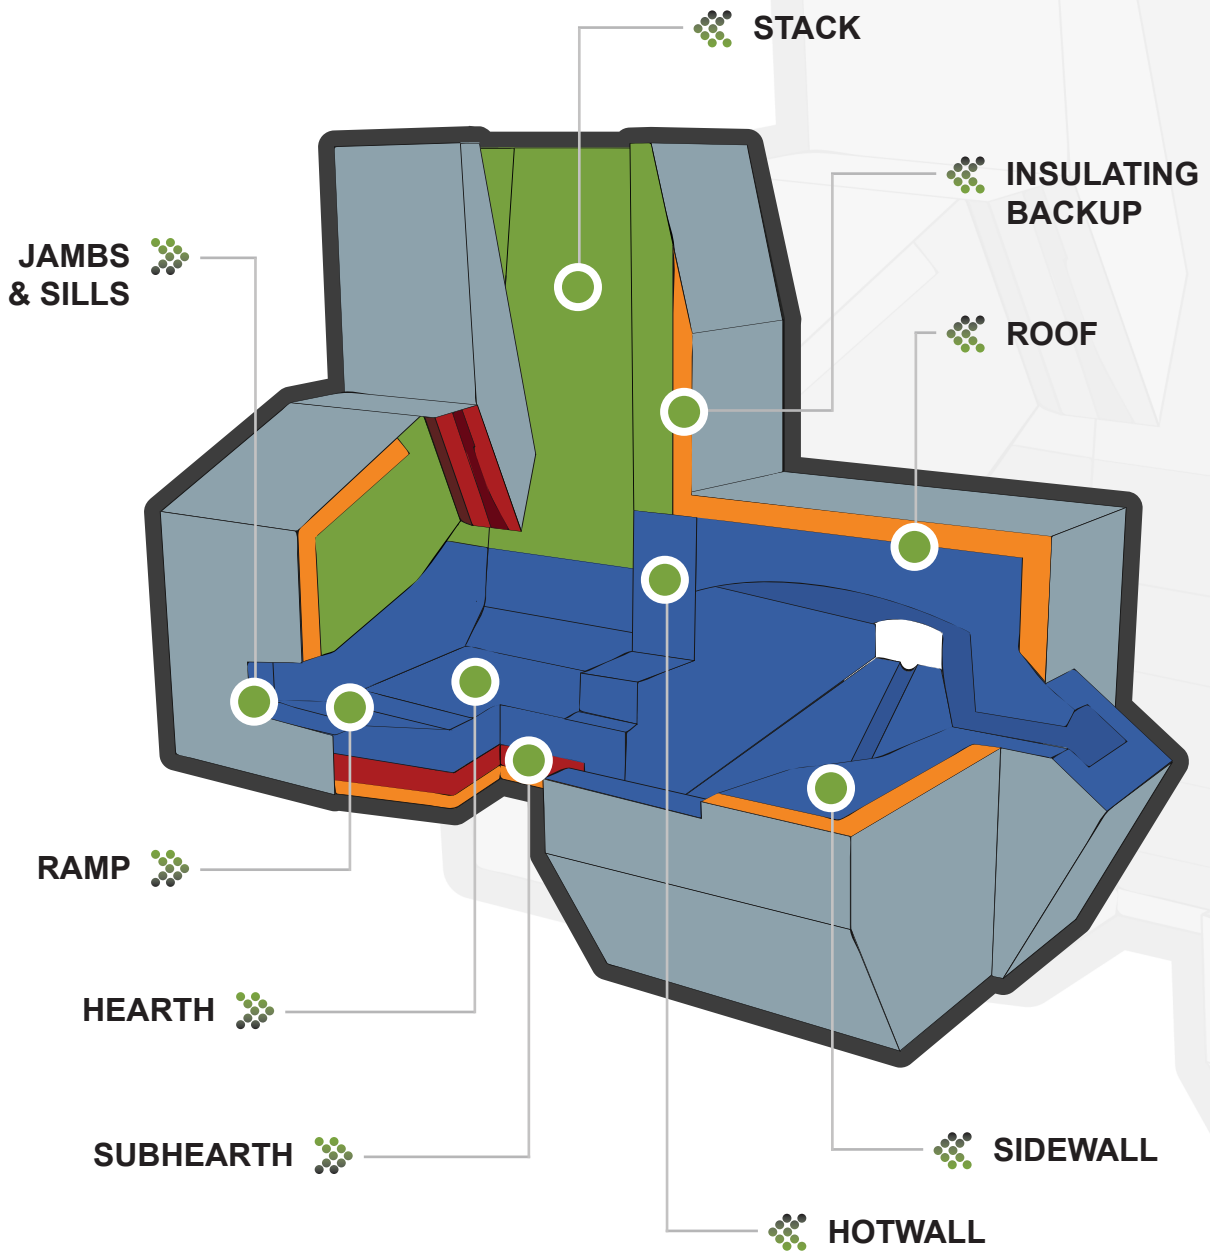 STACK
INSULATING
BACKUP
JAMBS
& SILLS
ROOF
RAMP
HEARTH
SUBHEARTH
SIDEWALL
HOTWALL